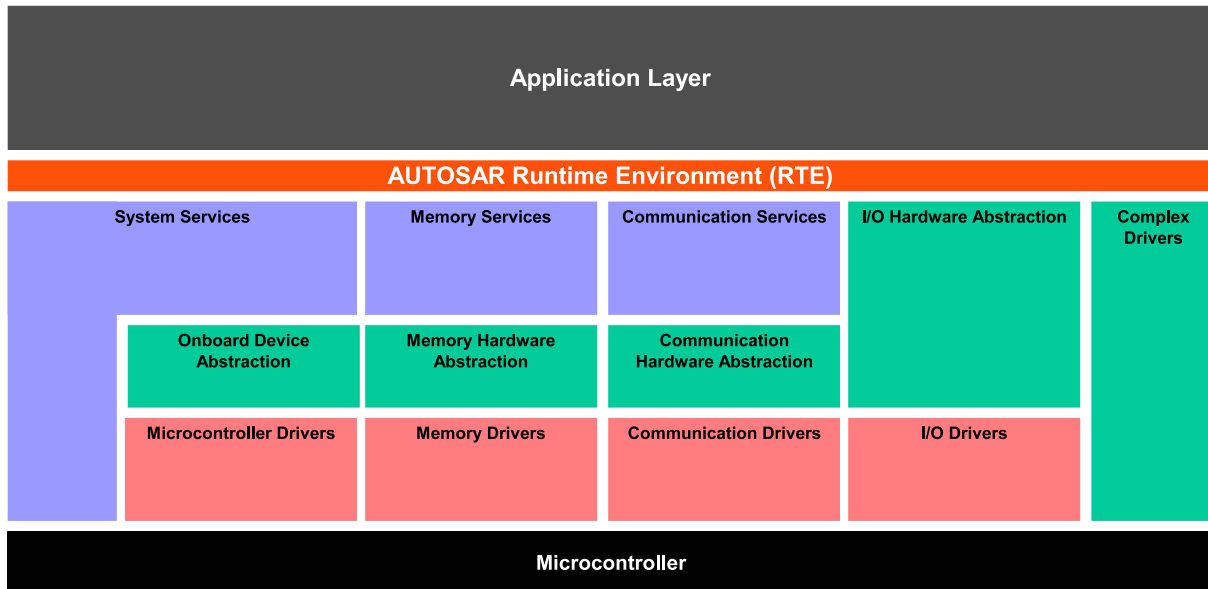 Application Layer
AUTOSAR Runtime Environment (RTE)
System Services
Memory Services
Communication Services
I/O Hardware Abstraction
Complex
Drivers
Onboard Device
Abstraction
Memory Hardware
Abstraction
Communication
Hardware Abstraction
Microcontroller Drivers
Memory Drivers
Communication Drivers
I/O Drivers
Microcontroller